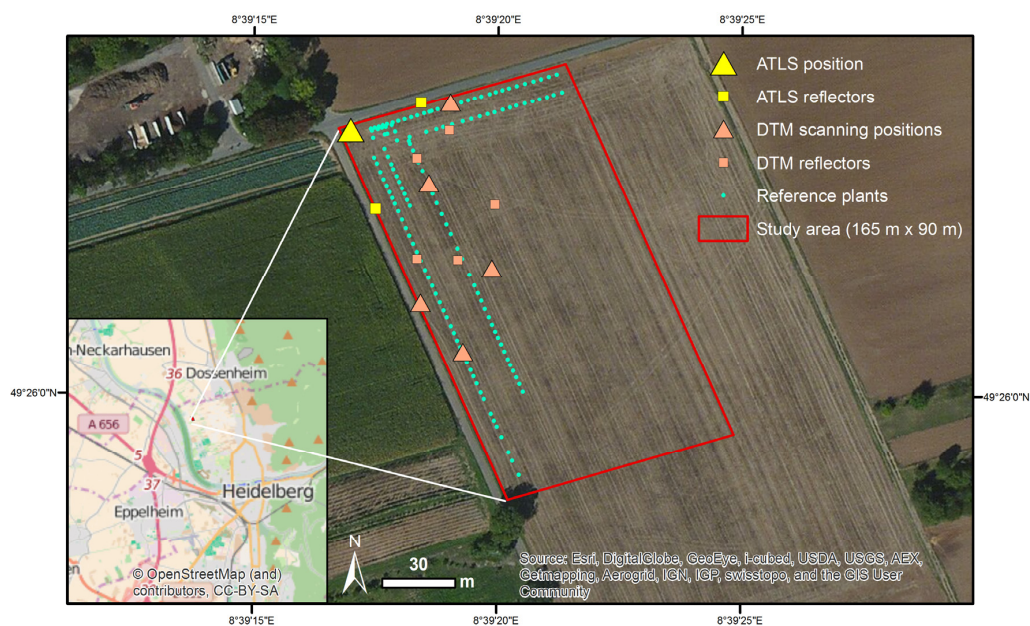 8°39'15"E
8°39'20"E
8°39'25"E
ATLS position
ATLS reflectors
DTM scanning positions
DTM reflectors
Reference plants
Study area (165 m x 90 m)
49°26'0"N
49°26'0"N
n-Neckarhausen
36 Dossenheim
A 656
5
37
Heidelberg
Eppelheim
en
© OpenStreetMap (and)
contributors, CC-BY-SA
N
30
m
Source: Esri, DigitalGlobe, GeoEye, i-cubed, USDA, USGS, AEX,
Getmapping, Aerogrid, IGN, IGP, swisstopo, and the GIS User
Community
8°39'15"E
8°39'20"E
8°39'25"E